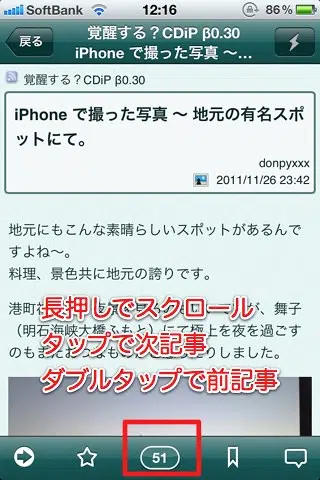 SoftBank 12:16 86%
戻る
覚醒する?CDiP β0.30
iPhone で撮った写真 ～…
覚醒する?CDiP β0.30
iPhone で撮った写真 ～ 地元の有名スポ
ットにて。
donpyxxx
2011/11/26 23:42
地元にもこんな素晴らしいスポットがあるんで
すよね～。
料理、景色共に地元の誇りです。
港町
が、舞子
長押しでスクロール
（明石海峡大橋ふもと）にて極上を夜を過ごす
タップで次記事
のも
りしました。
ダブルタップで前記事
51